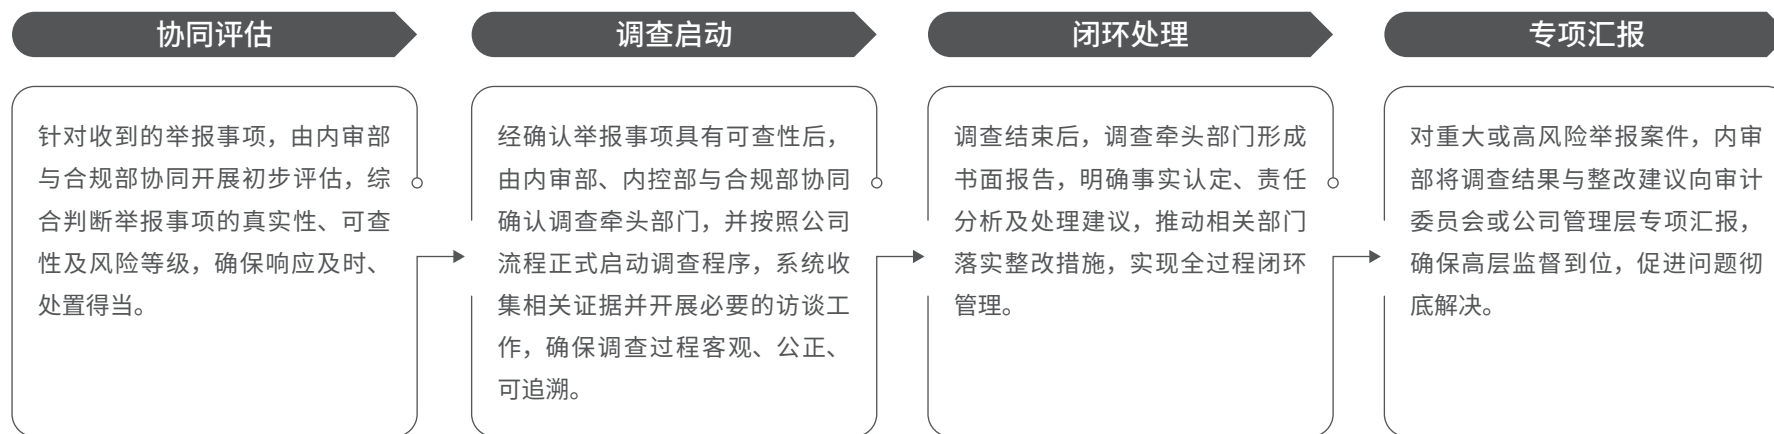 协同评估
针对收到的举报事项，由内审部
与合规部协同开展初步评估，综
合判断举报事项的真实性、可查
性及风险等级，确保响应及时、
处置得当。
调查启动
经确认举报事项具有可查性后，
由内审部、内控部与合规部协同
确认调查牵头部门，并按照公司
流程正式启动调查程序，系统收
集相关证据并开展必要的访谈工
作，确保调查过程客观、公正、
可追溯。
闭环处理
调查结束后，调查牵头部门形成
书面报告，明确事实认定、责任
分析及处理建议，推动相关部门
落实整改措施，实现全过程闭环
管理。
专项汇报
对重大或高风险举报案件，内审
部将调查结果与整改建议向审计
委员会或公司管理层专项汇报，
确保高层监督到位，促进问题彻
底解决。